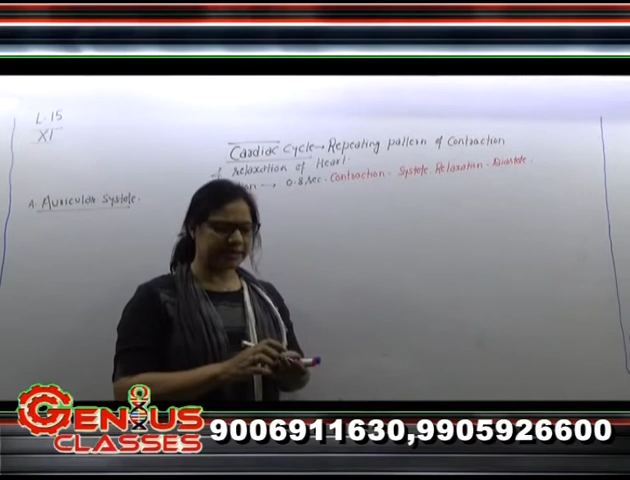 L-15
XI
Cardiac Cycle → Repeating pattern of Contraction
relaxation of Heart.
→ 0.8 sec. Contraction - Systole. Relaxation - Diastole.
A. Auricular Systole.
GENIUS
CLASSES
9006911630,9905926600